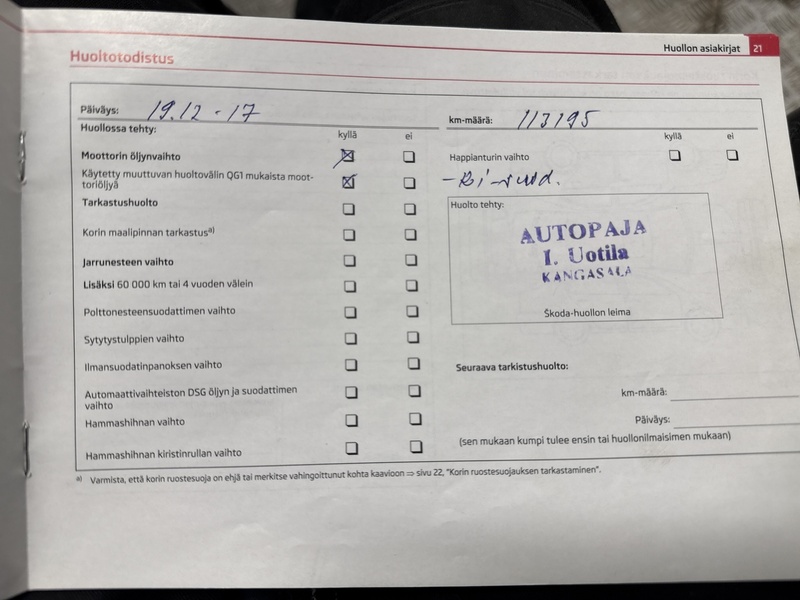 Huollon asiakirjat 21
Huoltotodistus
Päiväys: 19.12 - 17
km-määrä: 113195
Huollossa tehty:
kyllä ei
kyllä ei
Moottorin öljynvaihto
Happianturin vaihto
Käytetty muuttuvan huoltovälin QG1 mukaista moot-
toriöljyä
Tarkastushuolto
Huolto tehty:
Korin maalipinnan tarkastusa)
AUTOPAJA
I. Uotila
KANGASALA
Jarrunesteen vaihto
Lisäksi 60 000 km tai 4 vuoden välein
Polttonesteensuodattimen vaihto
Škoda-huollon leima
Sytytystulppien vaihto
Ilmansuodatinpanoksen vaihto
Seuraava tarkistushuolto:
Automaattivaihteiston DSG öljyn ja suodattimen
vaihto
km-määrä:
Hammashihnan vaihto
Päiväys:
(sen mukaan kumpi tulee ensin tai huollonilmaisimen mukaan)
Hammashihnan kiristinrullan vaihto
a) Varmista, että korin ruostesuoja on ehjä tai merkitse vahingoittunut kohta kaavioon ⇒ sivu 22, "Korin ruostesuojauksen tarkastaminen".